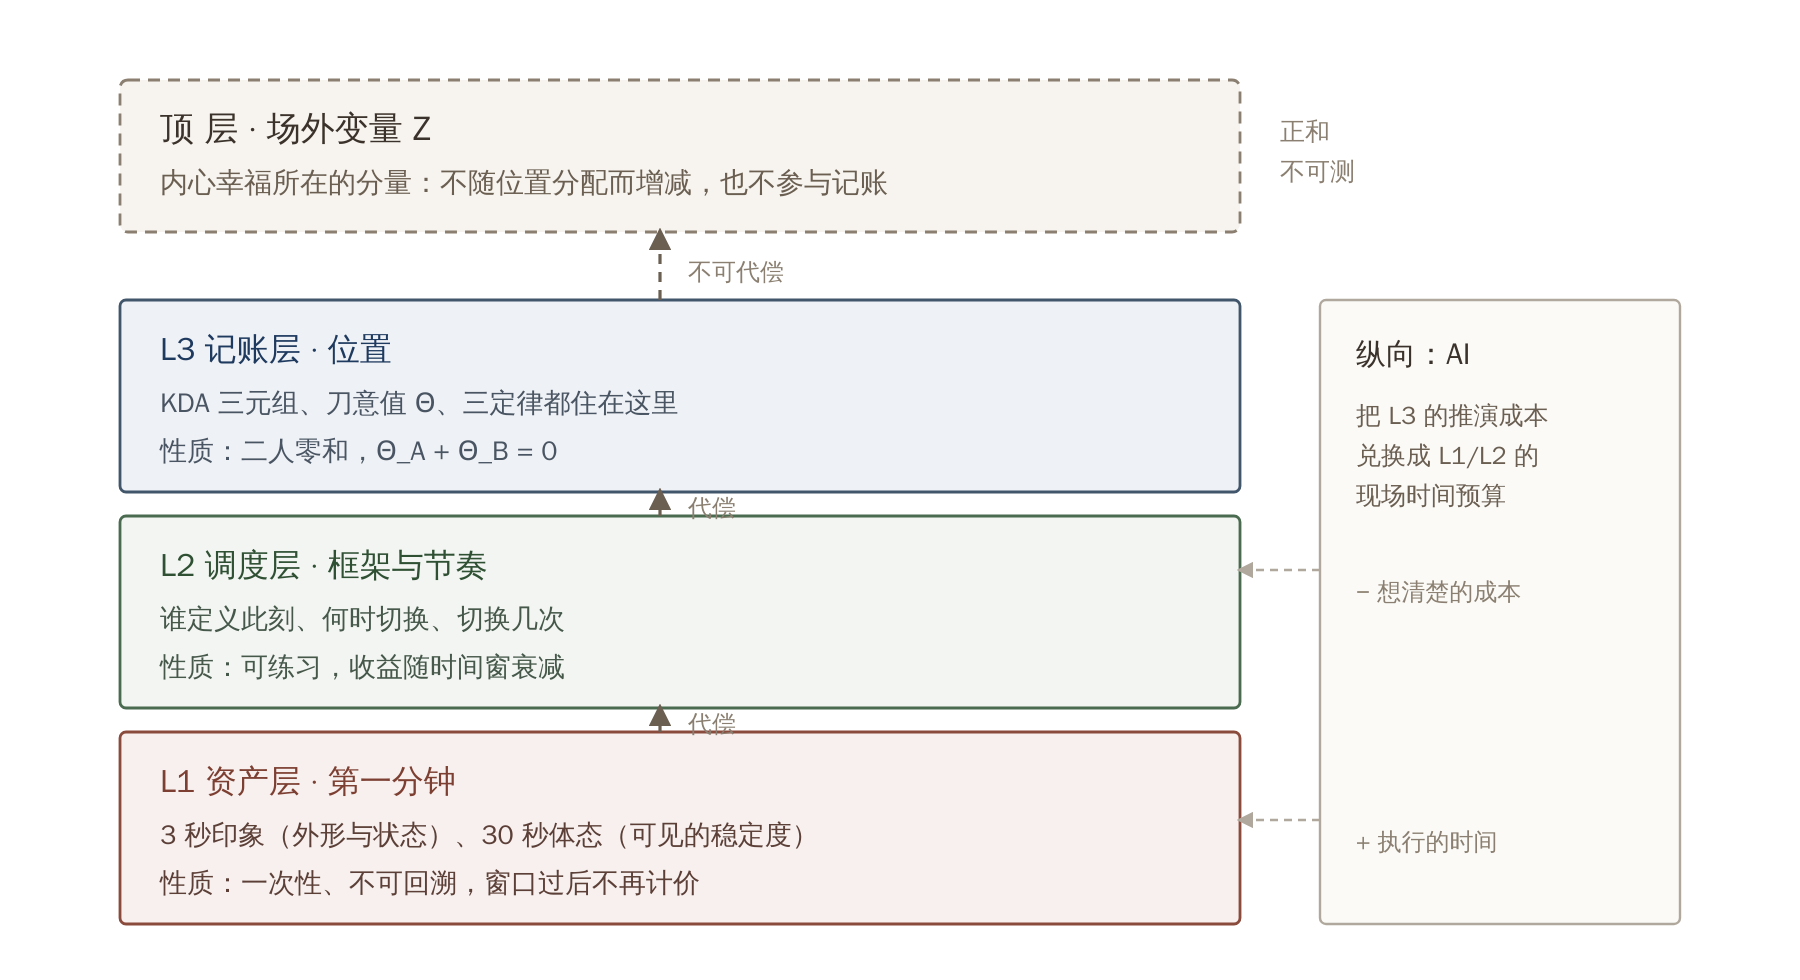 顶 层 · 场外变量 Z
内心幸福所在的分量：不随位置分配而增减，也不参与记账
正和
不可测
不可代偿
L3 记账层 · 位置
KDA 三元组、刀意值 Θ、三定律都住在这里
性质：二人零和，Θ_A + Θ_B = 0
代偿
L2 调度层 · 框架与节奏
谁定义此刻、何时切换、切换几次
性质：可练习，收益随时间窗衰减
代偿
L1 资产层 · 第一分钟
3 秒印象（外形与状态）、30 秒体态（可见的稳定度）
性质：一次性、不可回溯，窗口过后不再计价
纵向：AI
把 L3 的推演成本
兑换成 L1/L2 的
现场时间预算
− 想清楚的成本
+ 执行的时间